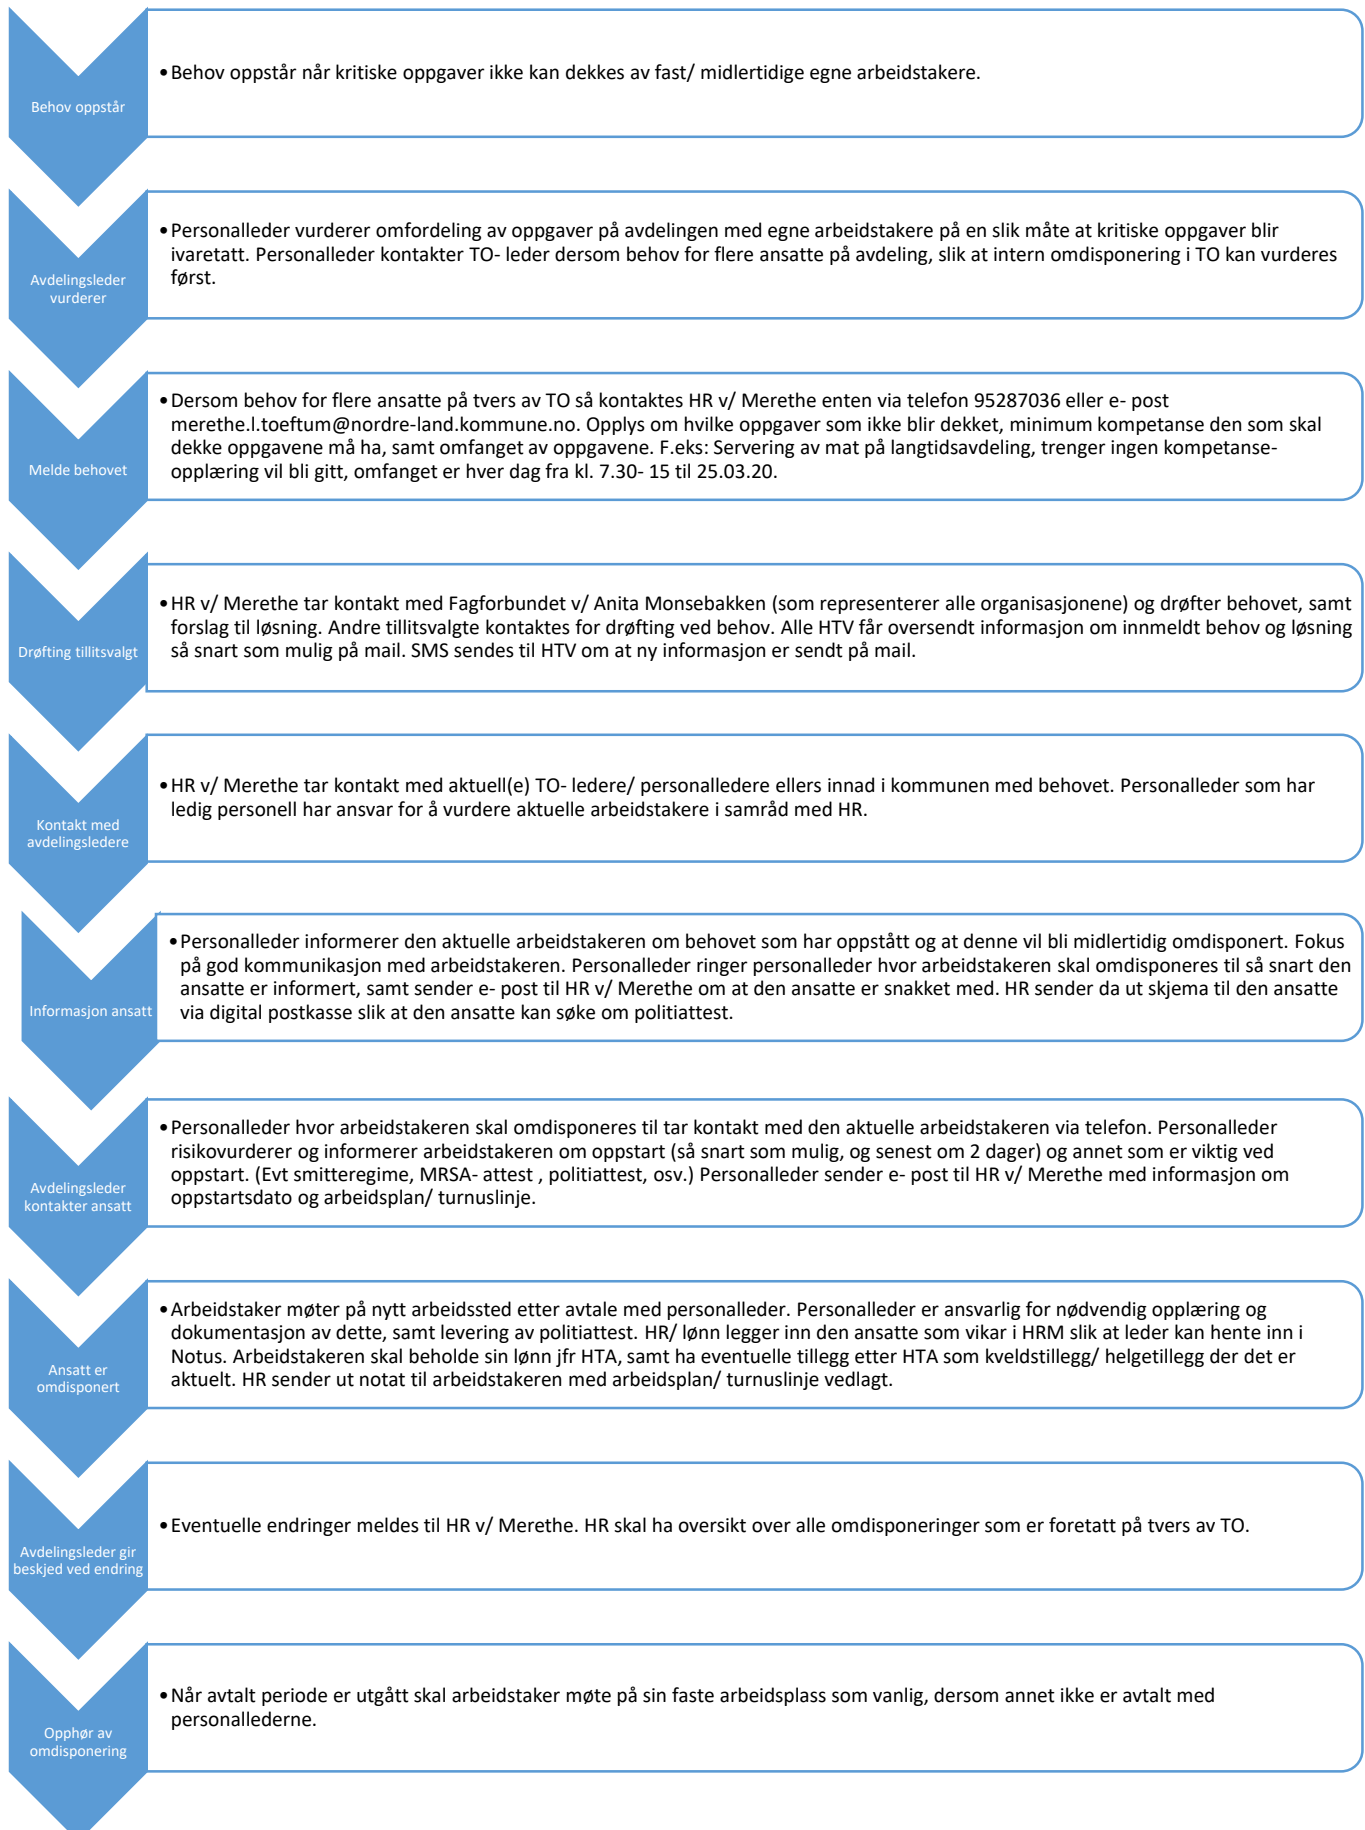 Behov oppstår
•Behov oppstår når kritiske oppgaver ikke kan dekkes av fast/ midlertidige egne arbeidstakere.
Avdelingsleder
vurderer
•Personalleder vurderer omfordeling av oppgaver på avdelingen med egne arbeidstakere på en slik måte at kritiske oppgaver blir
ivaretatt. Personalleder kontakter TO- leder dersom behov for flere ansatte på avdeling, slik at intern omdisponering i TO kan vurderes
først.
Melde behovet
•Dersom behov for flere ansatte på tvers av TO så kontaktes HR v/ Merethe enten via telefon 95287036 eller e- post
merethe.l.toeftum@nordre-land.kommune.no. Opplys om hvilke oppgaver som ikke blir dekket, minimum kompetanse den som skal
dekke oppgavene må ha, samt omfanget av oppgavene. F.eks: Servering av mat på langtidsavdeling, trenger ingen kompetanse-
opplæring vil bli gitt, omfanget er hver dag fra kl. 7.30- 15 til 25.03.20.
Drøfting tillitsvalgt
•HR v/ Merethe tar kontakt med Fagforbundet v/ Anita Monsebakken (som representerer alle organisasjonene) og drøfter behovet, samt
forslag til løsning. Andre tillitsvalgte kontaktes for drøfting ved behov. Alle HTV får oversendt informasjon om innmeldt behov og løsning
så snart som mulig på mail. SMS sendes til HTV om at ny informasjon er sendt på mail.
Kontakt med
avdelingsledere
•HR v/ Merethe tar kontakt med aktuell(e) TO- ledere/ personalledere ellers innad i kommunen med behovet. Personalleder som har
ledig personell har ansvar for å vurdere aktuelle arbeidstakere i samråd med HR.
Informasjon ansatt
•Personalleder informerer den aktuelle arbeidstakeren om behovet som har oppstått og at denne vil bli midlertidig omdisponert. Fokus
på god kommunikasjon med arbeidstakeren. Personalleder ringer personalleder hvor arbeidstakeren skal omdisponeres til så snart den
ansatte er informert, samt sender e- post til HR v/ Merethe om at den ansatte er snakket med. HR sender da ut skjema til den ansatte
via digital postkasse slik at den ansatte kan søke om politiattest.
Avdelingsleder
kontakter ansatt
•Personalleder hvor arbeidstakeren skal omdisponeres til tar kontakt med den aktuelle arbeidstakeren via telefon. Personalleder
risikovurderer og informerer arbeidstakeren om oppstart (så snart som mulig, og senest om 2 dager) og annet som er viktig ved
oppstart. (Evt smitteregime, MRSA- attest , politiattest, osv.) Personalleder sender e- post til HR v/ Merethe med informasjon om
oppstartsdato og arbeidsplan/ turnuslinje.
Ansatt er
omdisponert
•Arbeidstaker møter på nytt arbeidssted etter avtale med personalleder. Personalleder er ansvarlig for nødvendig opplæring og
dokumentasjon av dette, samt levering av politiattest. HR/ lønn legger inn den ansatte som vikar i HRM slik at leder kan hente inn i
Notus. Arbeidstakeren skal beholde sin lønn jfr HTA, samt ha eventuelle tillegg etter HTA som kveldstillegg/ helgetillegg der det er
aktuelt. HR sender ut notat til arbeidstakeren med arbeidsplan/ turnuslinje vedlagt.
Avdelingsleder gir
beskjed ved endring
•Eventuelle endringer meldes til HR v/ Merethe. HR skal ha oversikt over alle omdisponeringer som er foretatt på tvers av TO.
Opphør av
omdisponering
•Når avtalt periode er utgått skal arbeidstaker møte på sin faste arbeidsplass som vanlig, dersom annet ikke er avtalt med
personallederne.